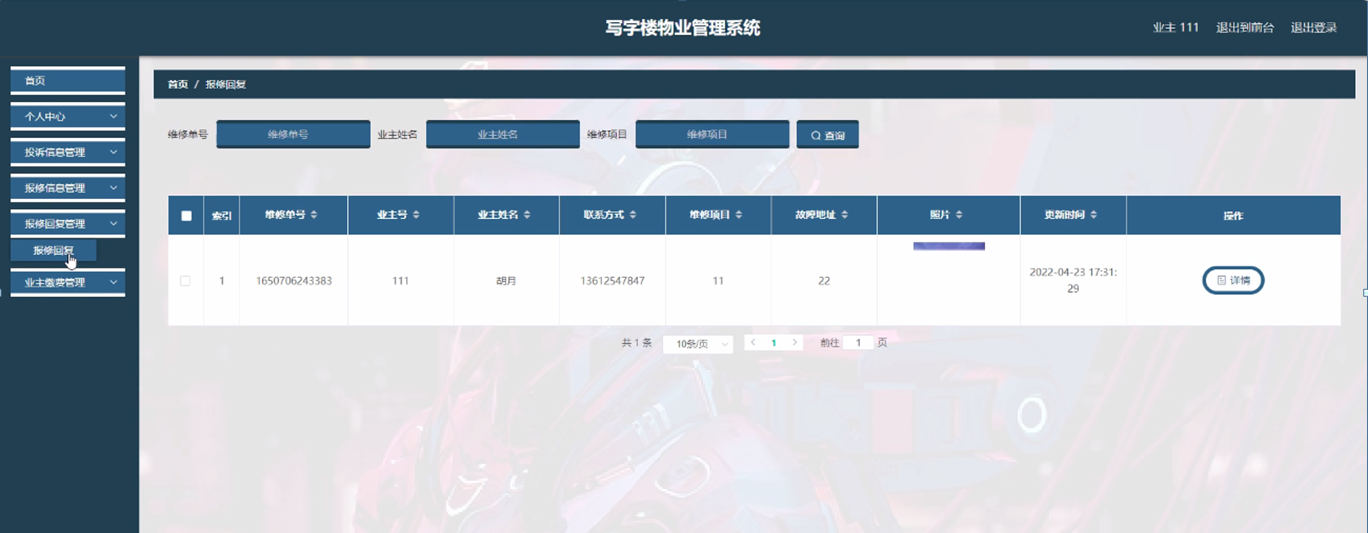 写字楼物业管理系统
业主 111 退出到前台 退出登录
首页
个人中心
投诉信息管理
报修信息管理
报修回复管理
报修回复
业主缴费管理
首页 / 报修回复
维修单号 维修单号 业主姓名 业主姓名 维修项目 维修项目 查询
索引 维修单号 业主号 业主姓名 联系方式 维修项目 故障地址 照片 更新时间 操作
1 1650706243383 111 胡月 13612547847 11 22 2022-04-23 17:31:29 详情
共 1 条 10条/页 1 前往 1 页